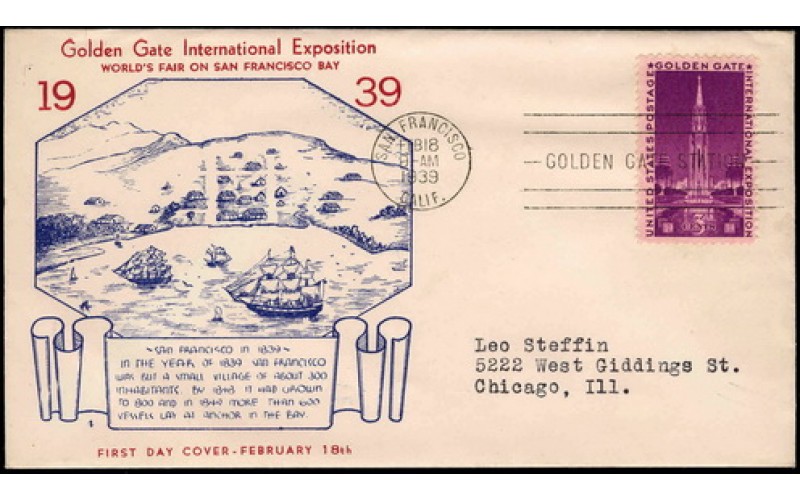 Golden Gate International Exposition
WORLD'S FAIR ON SAN FRANCISCO BAY
19 39
SAN FRANCISCO
FEB 18
AM
1939
CALIF.
GOLDEN GATE STATION
UNITED STATES POSTAGE
GOLDEN GATE
INTERNATIONAL EXPOSITION
3
CENTS
Leo Steffin
5222 West Giddings St.
Chicago, Ill.
~SAN FRANCISCO IN 1839~
IN THE YEAR OF 1839 SAN FRANCISCO
WAS BUT A SMALL VILLAGE OF ABOUT 300
INHABITANTS. BY 1848 IT HAD GROWN
TO 800 AND IN 1849 MORE THAN 600
VESSELS LAY AT ANCHOR IN THE BAY.
FIRST DAY COVER-FEBRUARY 18th